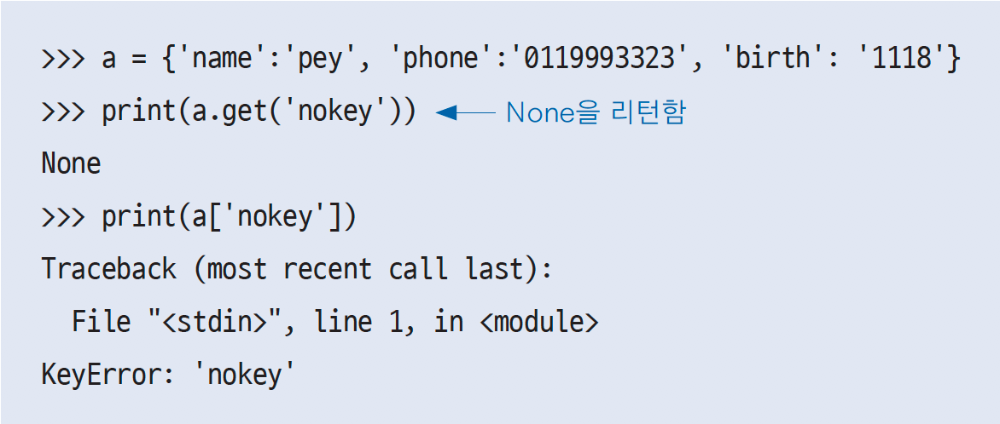 >>> a = {'name':'pey', 'phone':'0119993323', 'birth': '1118'}
>>> print(a.get('nokey')) None을 리턴함
None
>>> print(a['nokey'])
Traceback (most recent call last):
  File "<stdin>", line 1, in <module>
KeyError: 'nokey'